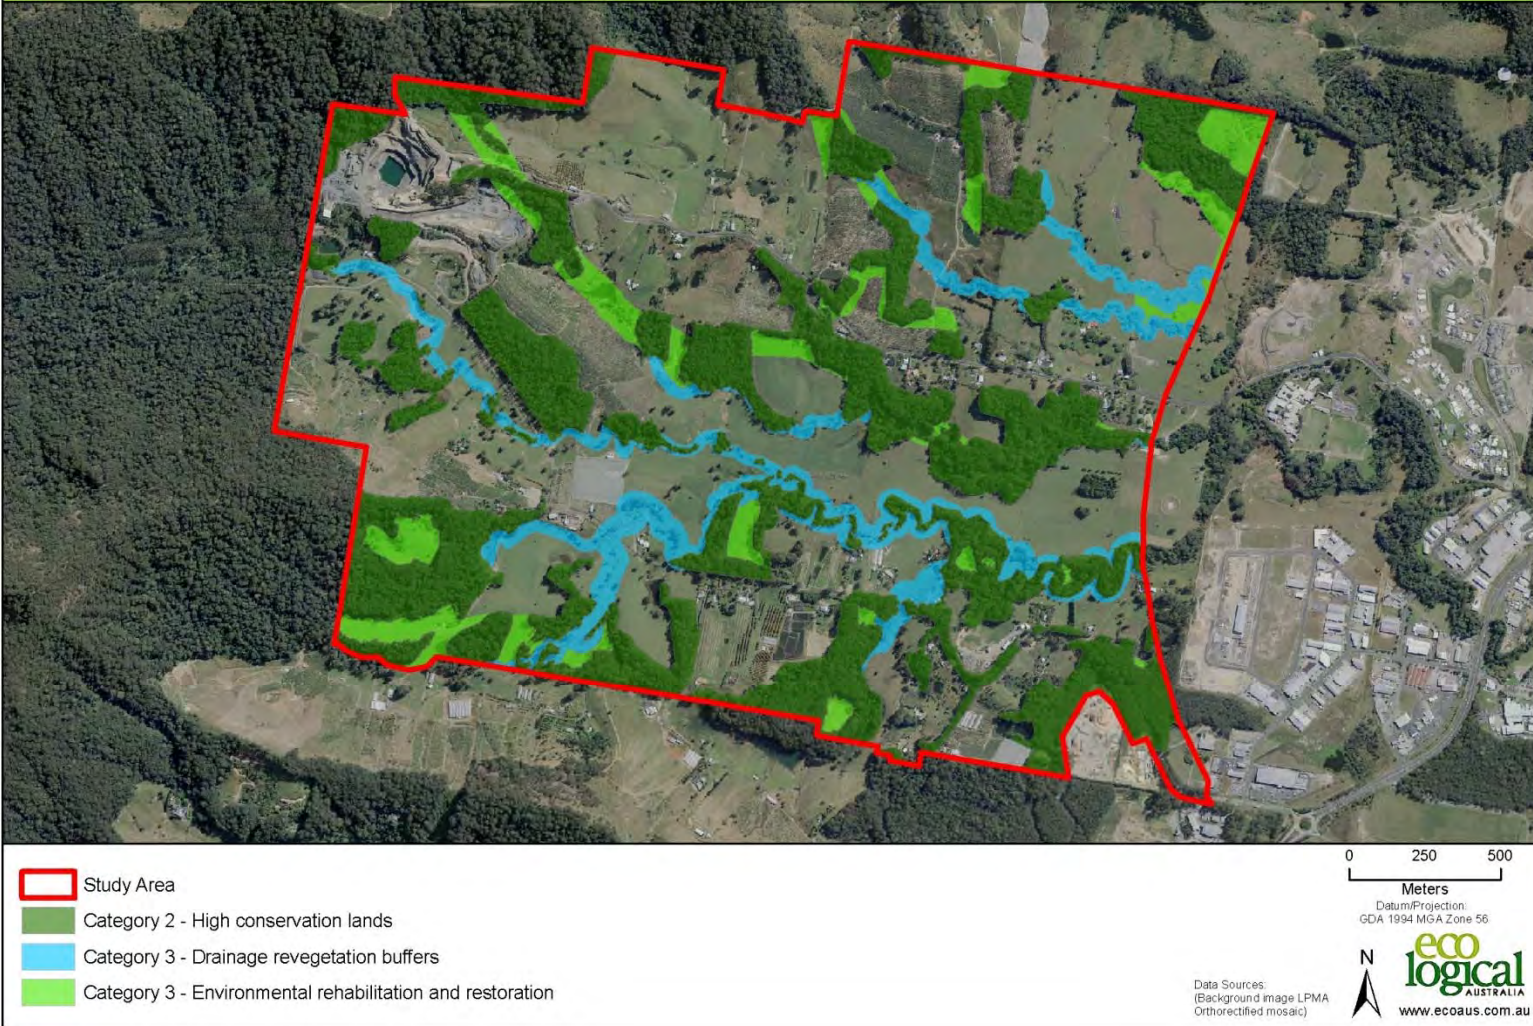 Study Area
Category 2 - High conservation lands
Category 3 - Drainage revegetation buffers
Category 3 - Environmental rehabilitation and restoration
0 250 500
Meters
Datum/Projection:
GDA 1994 MGA Zone 56
N
eco
logical
AUSTRALIA
www.ecoaus.com.au
Data Sources:
(Background image LPMA
Orthorectified mosaic)